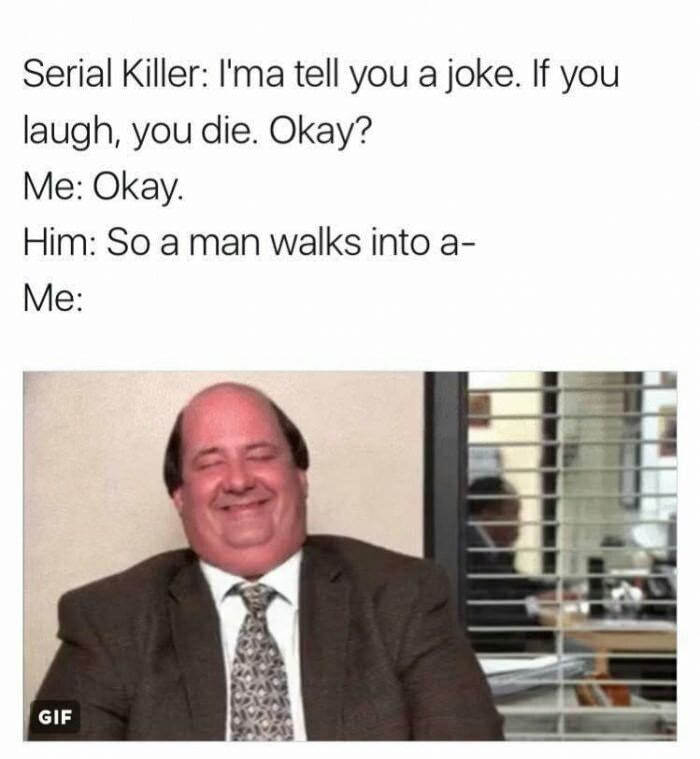 Serial Killer: I'ma tell you a joke. If you
laugh, you die. Okay?
Me: Okay.
Him: So a man walks into a-
Me:
GIF